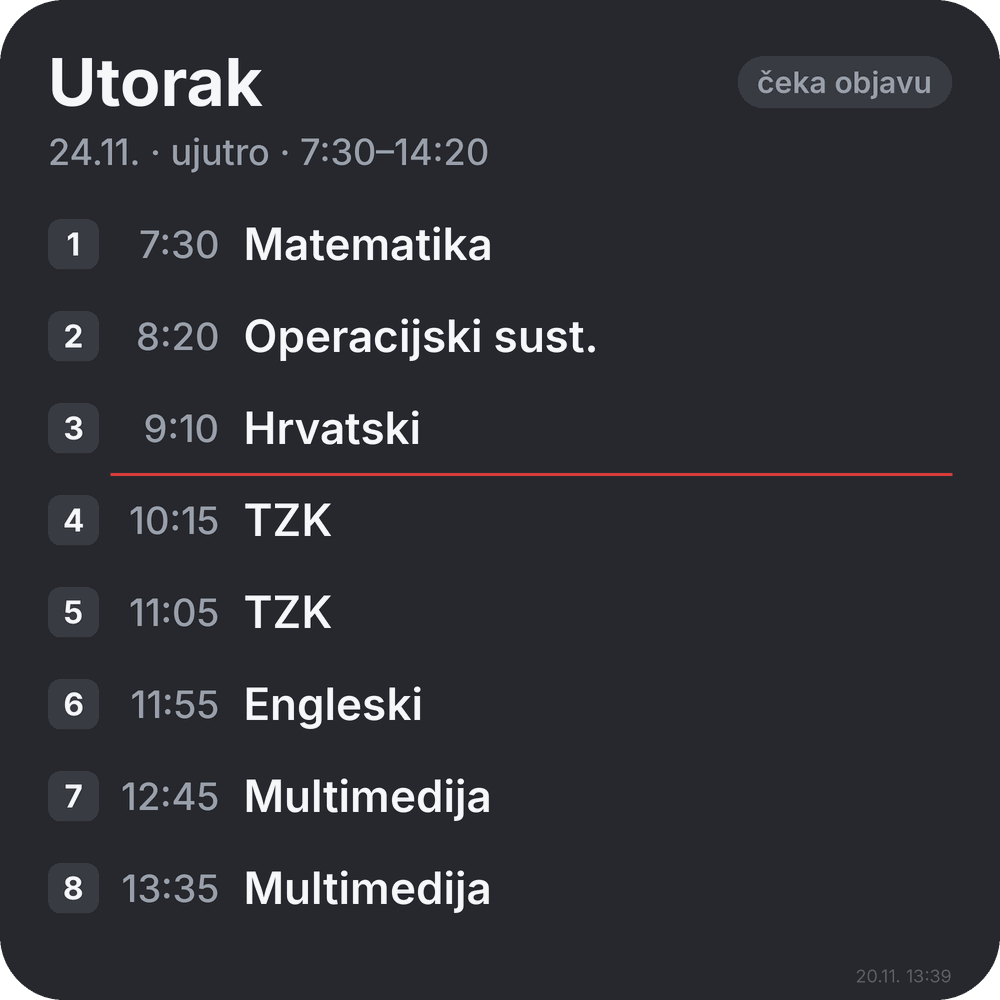 Utorak
čeka objavu
24.11. · ujutro · 7:30–14:20
1 7:30 Matematika
2 8:20 Operacijski sust.
3 9:10 Hrvatski
4 10:15 TZK
5 11:05 TZK
6 11:55 Engleski
7 12:45 Multimedija
8 13:35 Multimedija
20.11. 13:39